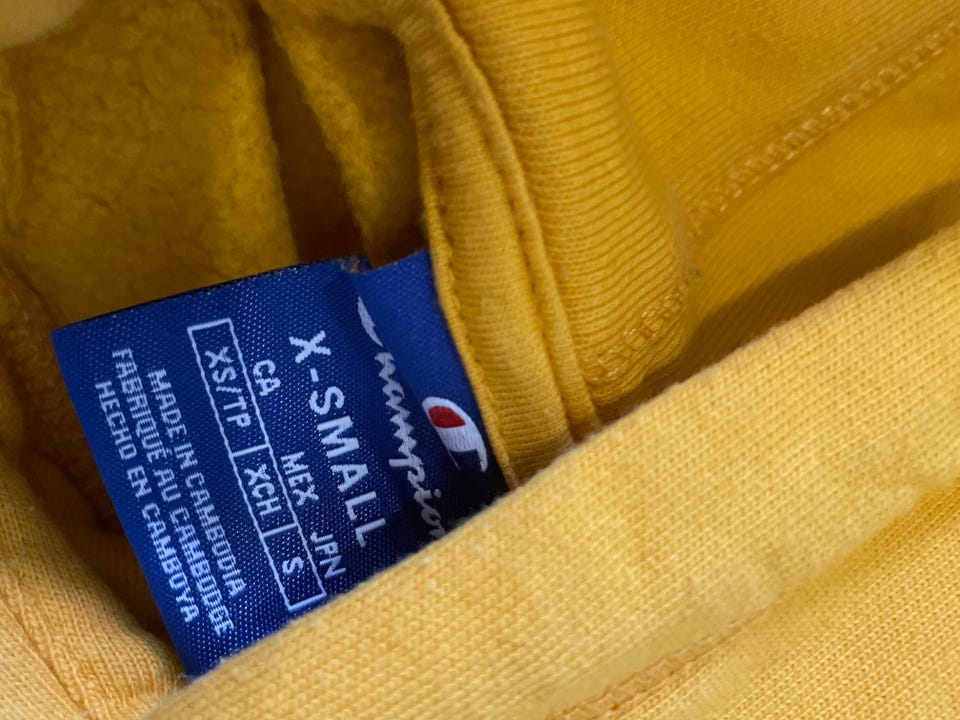 Champion
X-SMALL
CA MEX JPN
XS/TP XCH S
MADE IN CAMBODIA
FABRIQUÉ AU CAMBODGE
HECHO EN CAMBOYA